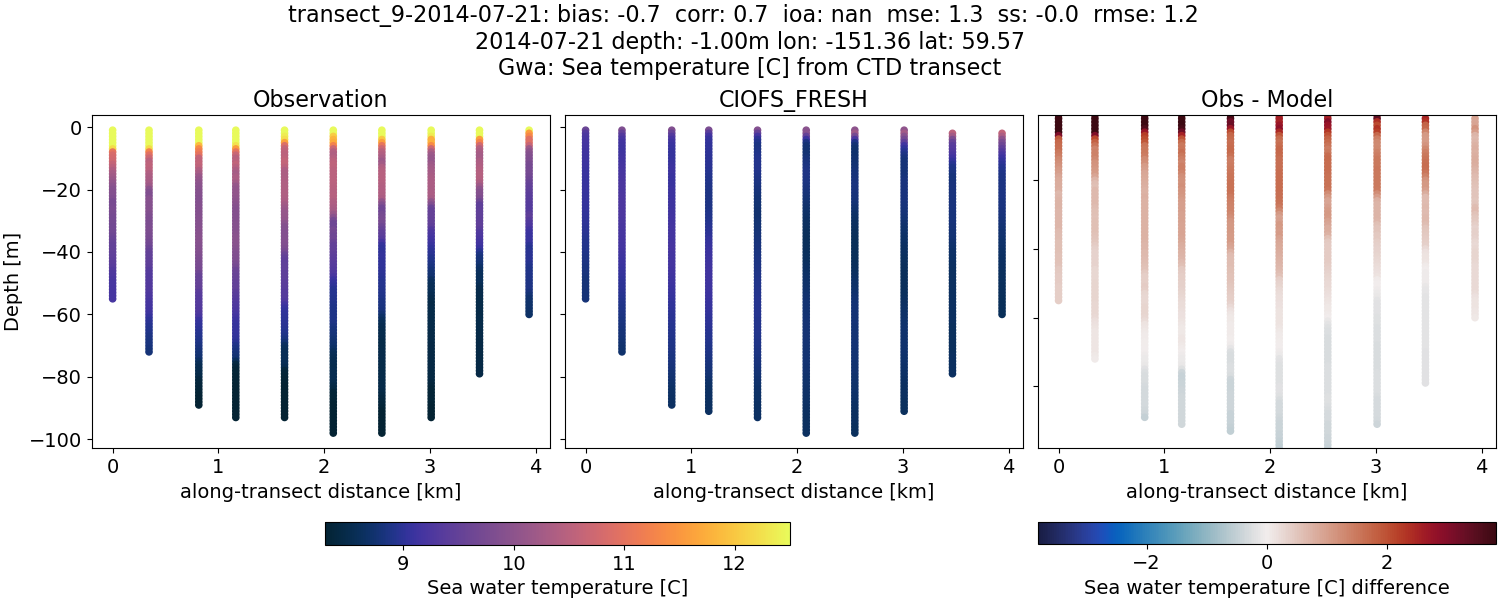 transect_9-2014-07-21: bias: -0.7  corr: 0.7  ioa: nan  mse: 1.3  ss: -0.0  rmse: 1.2
2014-07-21 depth: -1.00m lon: -151.36 lat: 59.57
Gwa: Sea temperature [C] from CTD transect
Observation
CIOFS_FRESH
Obs - Model
Depth [m]
0
−20
−40
−60
−80
−100
0 1 2 3 4
0 1 2 3 4
0 1 2 3 4
along-transect distance [km]
along-transect distance [km]
along-transect distance [km]
9 10 11 12
Sea water temperature [C]
−2 0 2
Sea water temperature [C] difference